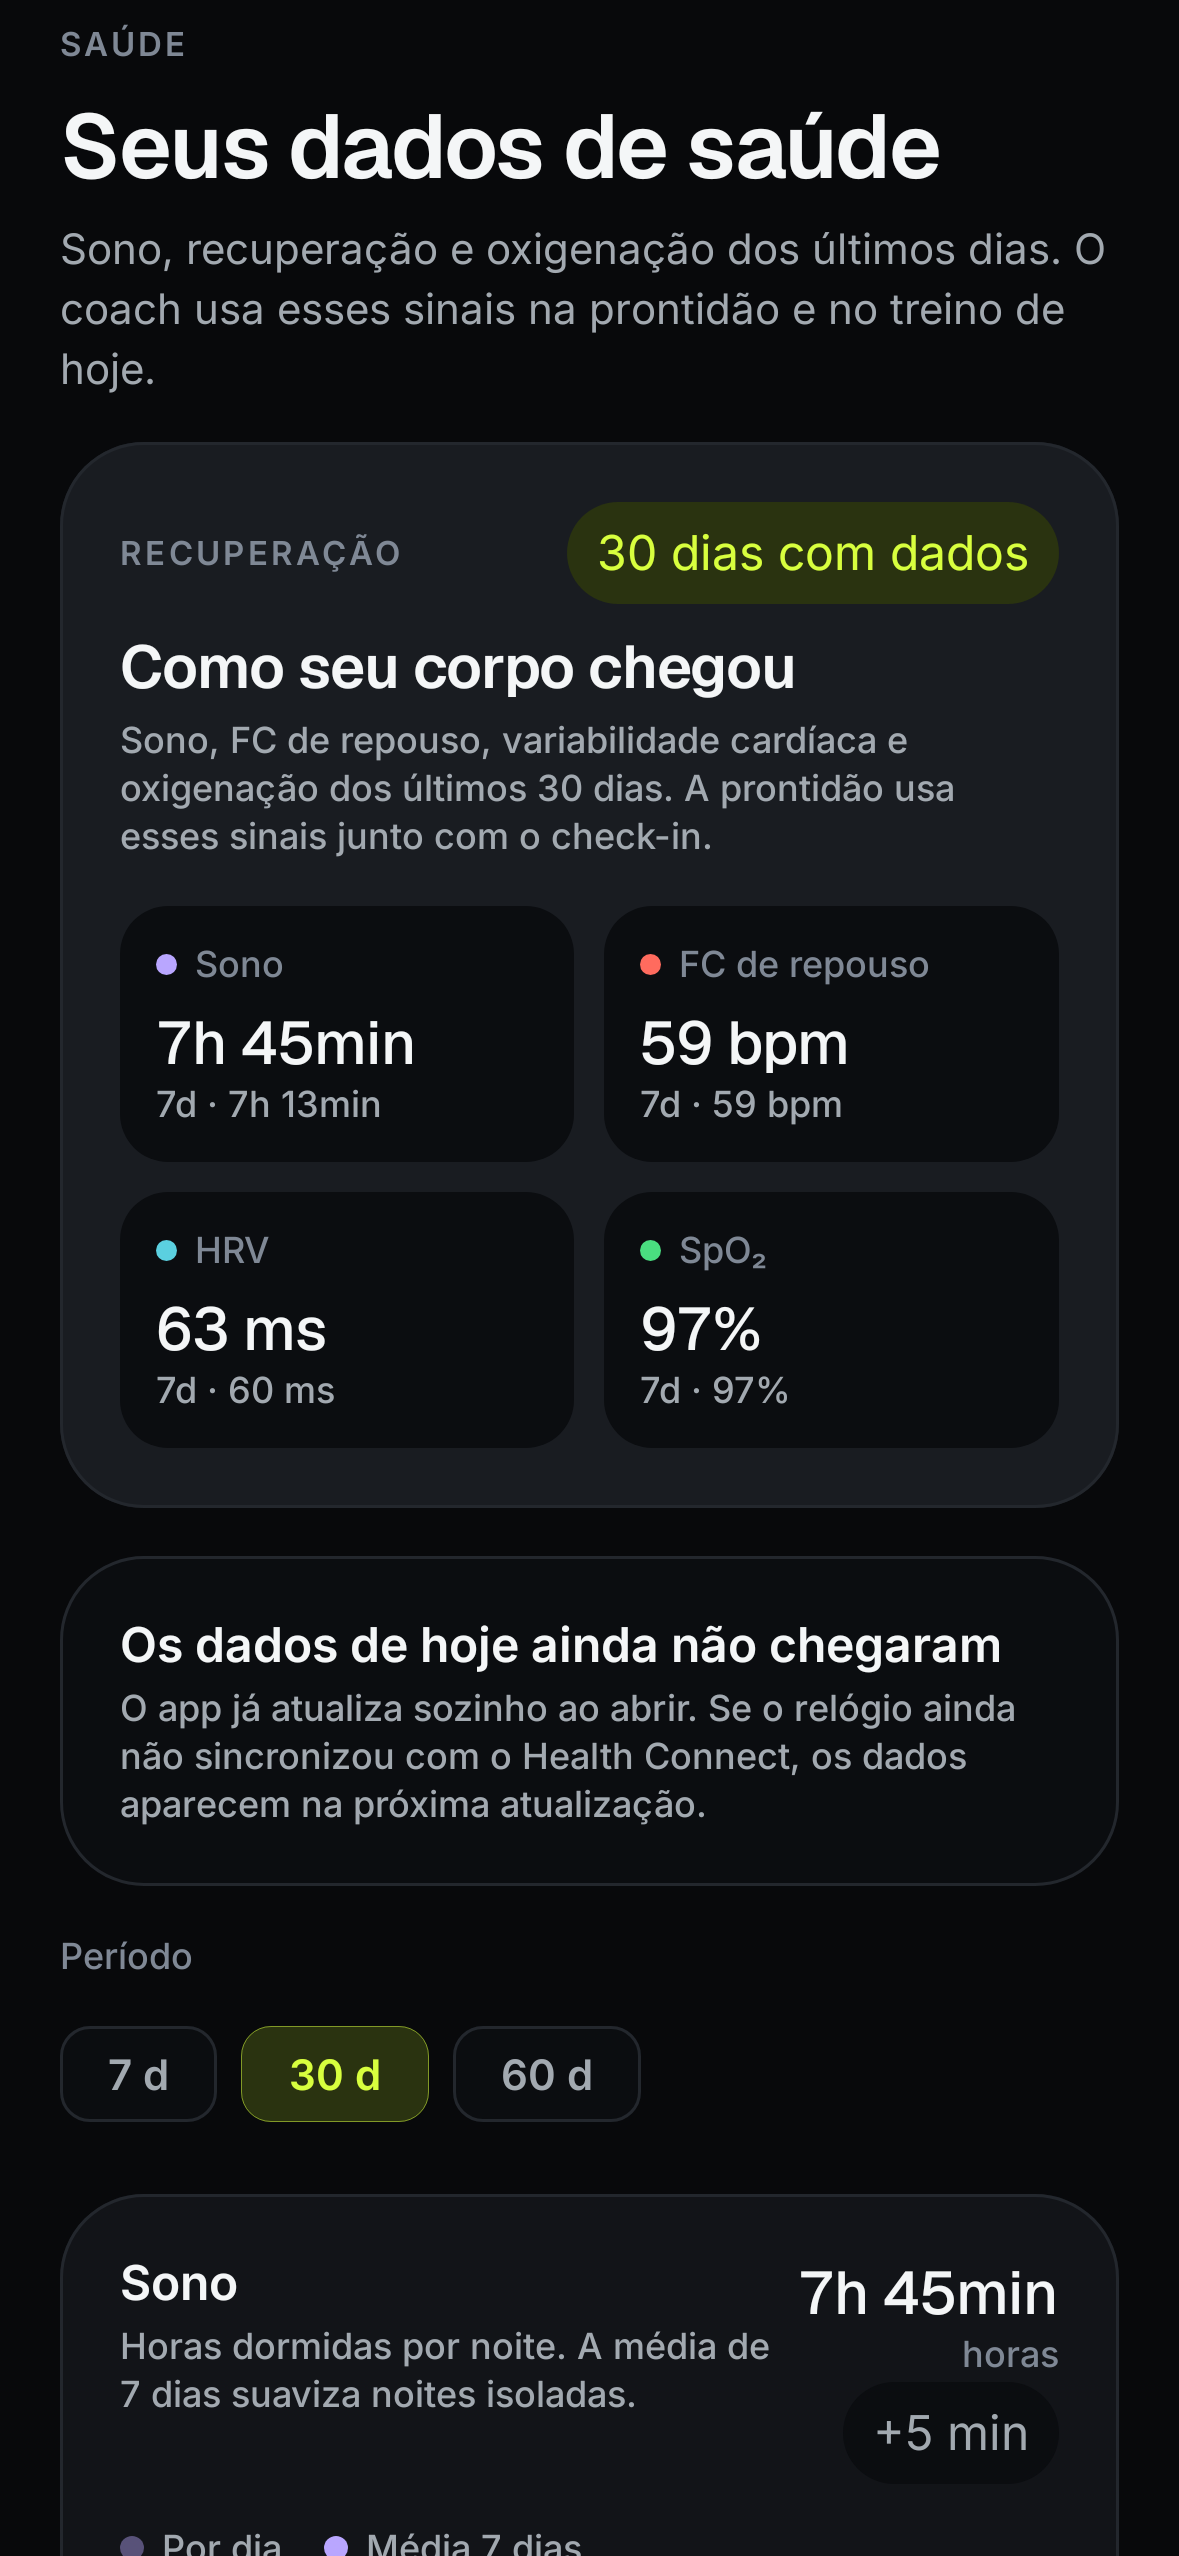 SAÚDE
Seus dados de saúde
Sono, recuperação e oxigenação dos últimos dias. O
coach usa esses sinais na prontidão e no treino de
hoje.
RECUPERAÇÃO
30 dias com dados
Como seu corpo chegou
Sono, FC de repouso, variabilidade cardíaca e
oxigenação dos últimos 30 dias. A prontidão usa
esses sinais junto com o check-in.
Sono
7h 45min
7d · 7h 13min
FC de repouso
59 bpm
7d · 59 bpm
HRV
63 ms
7d · 60 ms
SpO₂
97%
7d · 97%
Os dados de hoje ainda não chegaram
O app já atualiza sozinho ao abrir. Se o relógio ainda
não sincronizou com o Health Connect, os dados
aparecem na próxima atualização.
Período
7 d
30 d
60 d
Sono
Horas dormidas por noite. A média de
7 dias suaviza noites isoladas.
7h 45min
horas
+5 min
Por dia
Média 7 dias